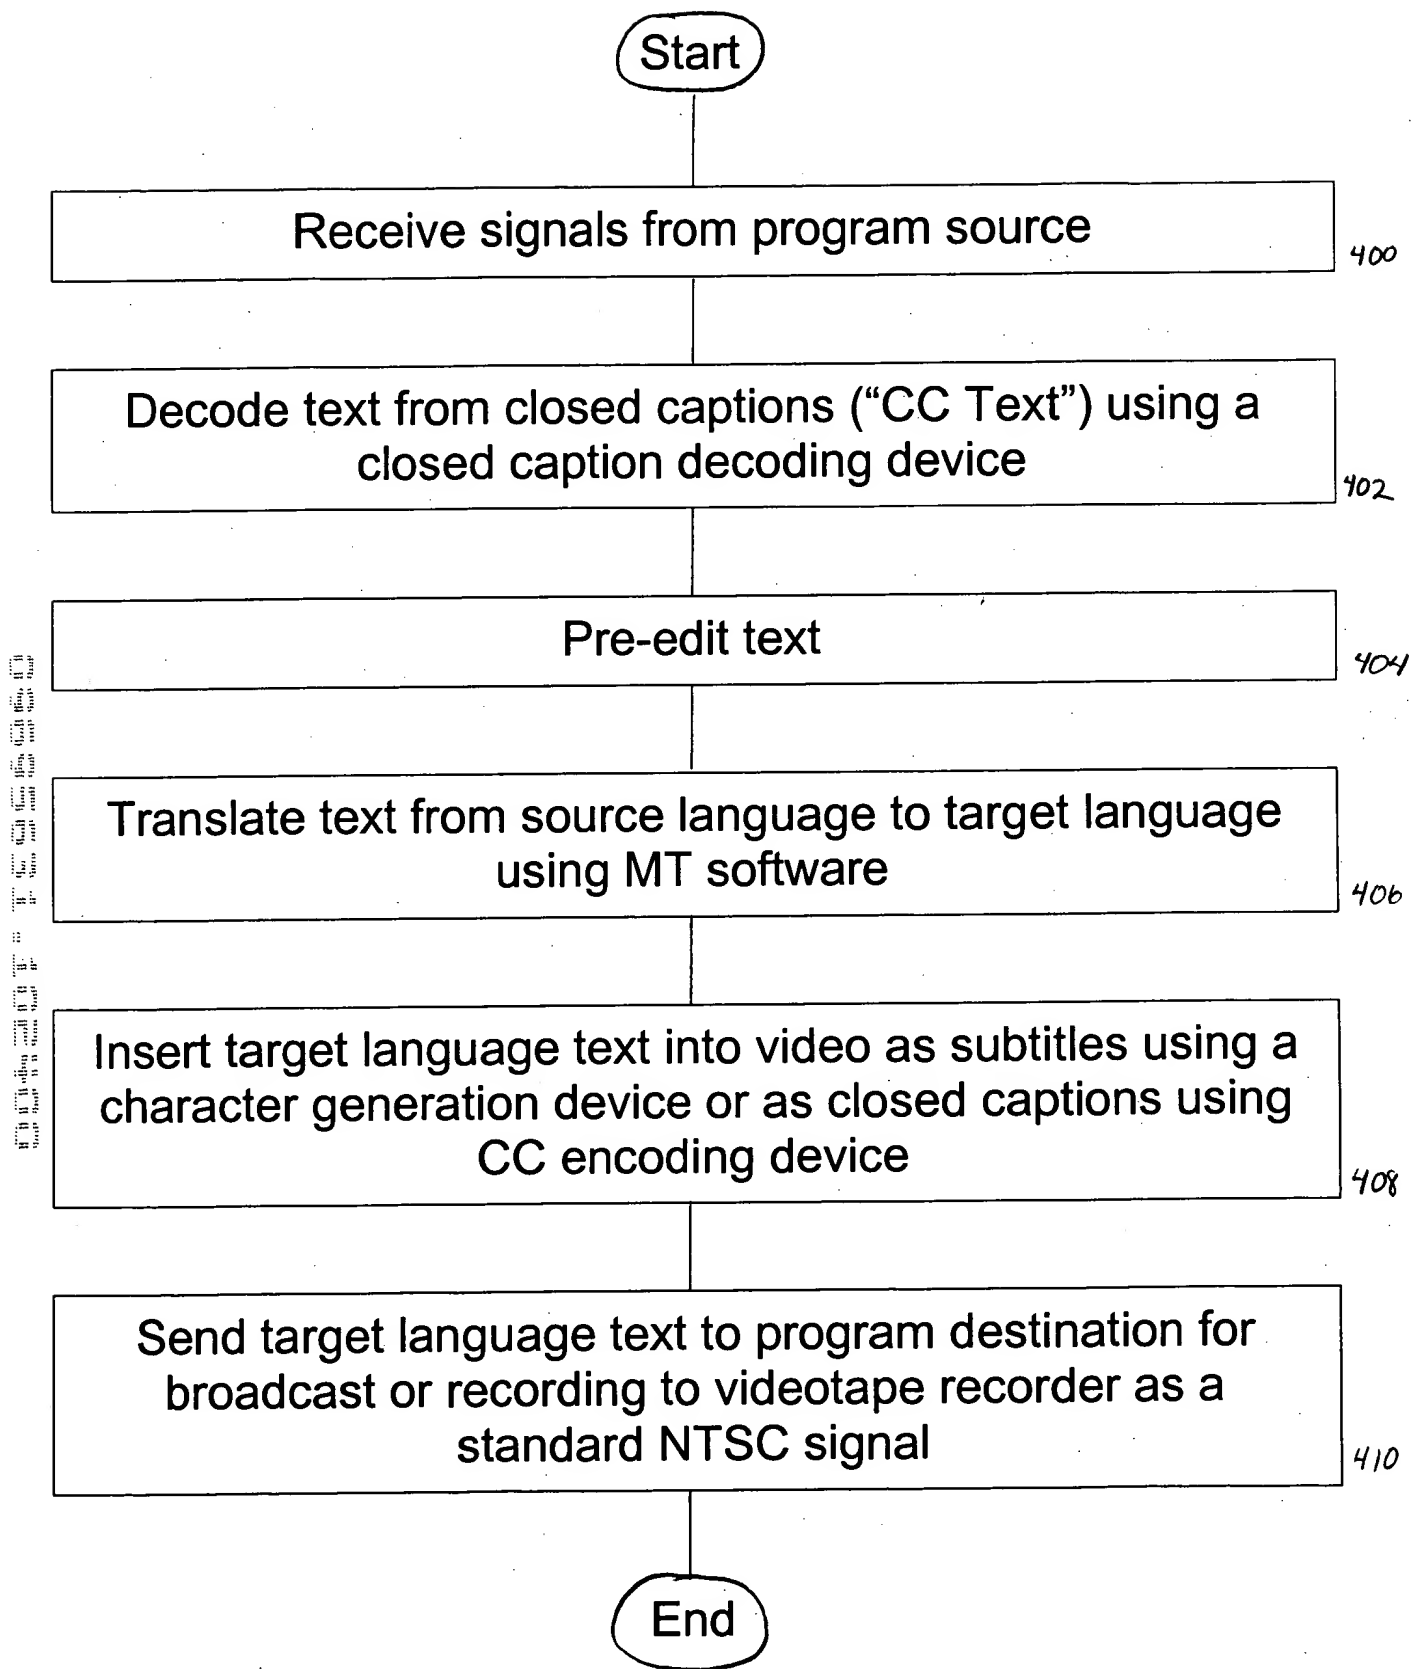 Start
Receive signals from program source
400
Decode text from closed captions (“CC Text”) using a
closed caption decoding device
402
Pre-edit text
404
Translate text from source language to target language
using MT software
406
Insert target language text into video as subtitles using a
character generation device or as closed captions using
CC encoding device
408
Send target language text to program destination for
broadcast or recording to videotape recorder as a
standard NTSC signal
410
End